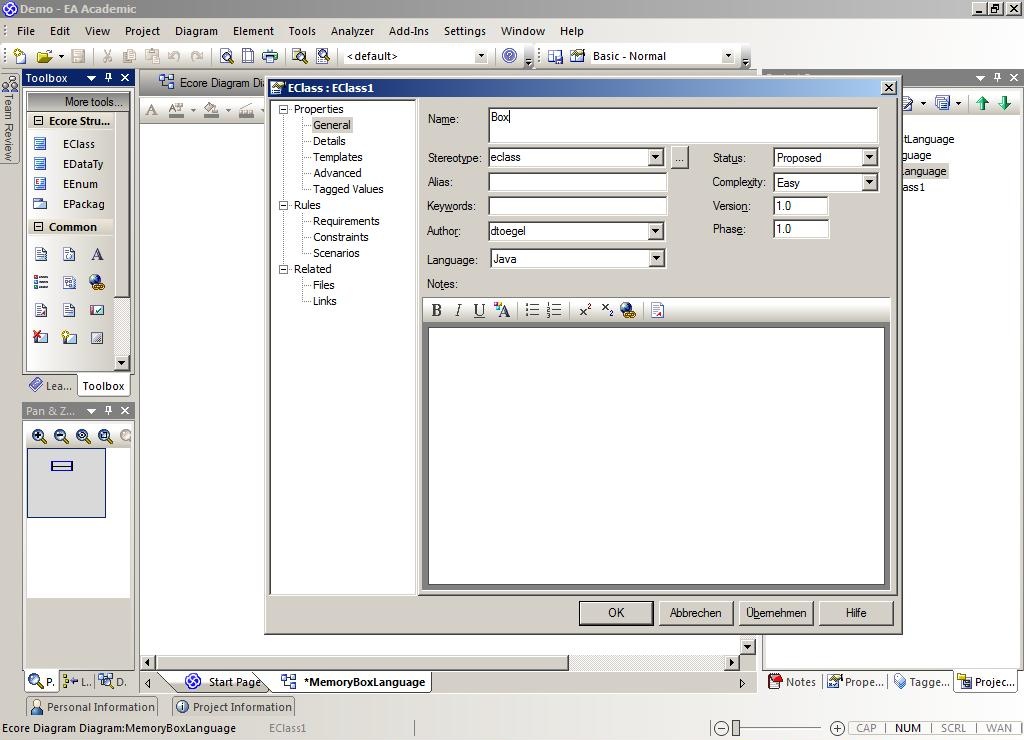 Demo - EA Academic
File Edit View Project Diagram Element Tools Analyzer Add-Ins Settings Window Help
<default> Basic - Normal
Team Review
Toolbox
More tools...
Ecore Stru...
EClass
EDataTy
EEnum
EPackag
Common
Lea... Toolbox
Pan & Z...
P. L.. D.
Ecore Diagram Di
EClass : EClass1
Properties
General
Details
Templates
Advanced
Tagged Values
Rules
Requirements
Constraints
Scenarios
Related
Files
Links
Name: Box
Stereotype: eclass ... Status: Proposed
Alias: Complexity: Easy
Keywords: Version: 1.0
Author: dtoegel Phase: 1.0
Language: Java
Notes:
B I U A
OK Abbrechen Übernehmen Hilfe
tLanguage
guage
anguage
ass1
Start Page *MemoryBoxLanguage
Notes Prope... Tagge... Projec...
Personal Information Project Information
Ecore Diagram Diagram:MemoryBoxLanguage EClass1 CAP NUM SCRL WAN